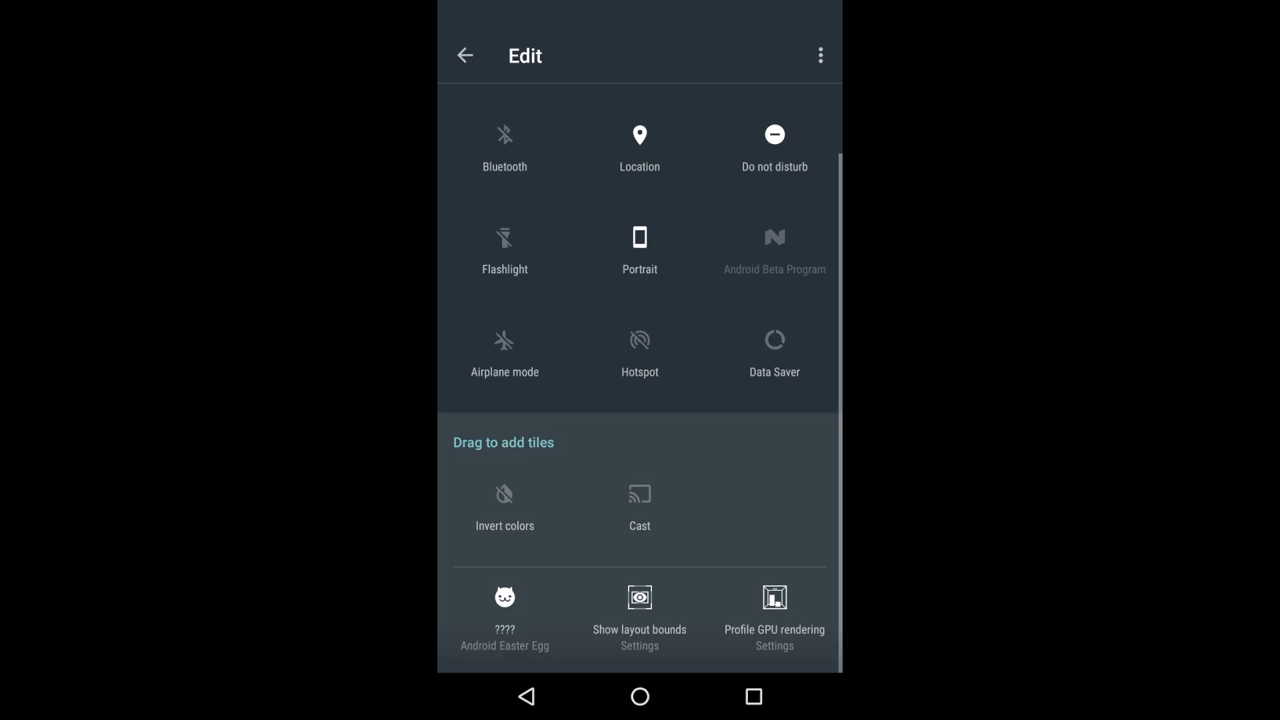 Edit
Bluetooth
Location
Do not disturb
Flashlight
Portrait
Android Beta Program
Airplane mode
Hotspot
Data Saver
Drag to add tiles
Invert colors
Cast
????
Android Easter Egg
Show layout bounds
Settings
Profile GPU rendering
Settings